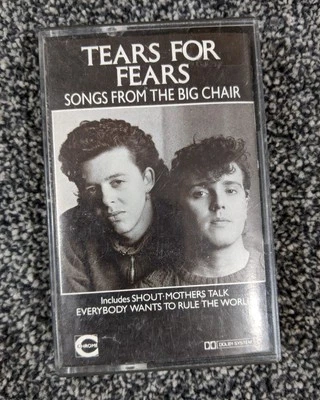 TEARS FOR
FEARS
SONGS FROM THE BIG CHAIR
Includes SHOUT·MOTHERS TALK
EVERYBODY WANTS TO RULE THE WORLD
CHROME
DOLBY SYSTEM